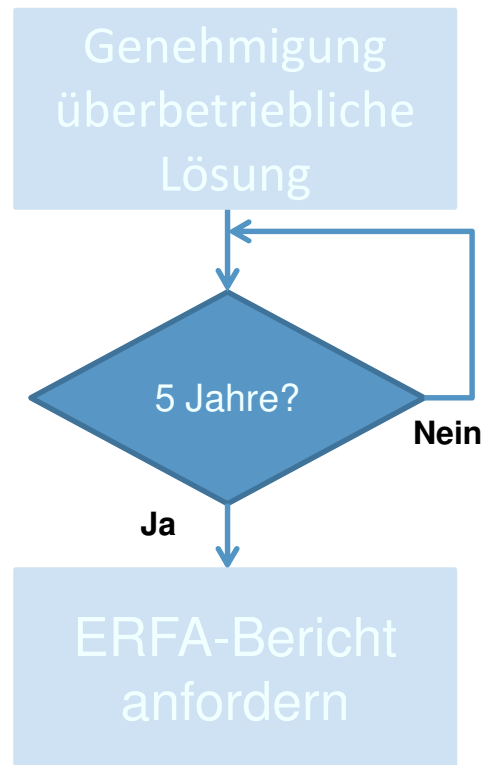 Genehmigung
überbetriebliche
Lösung
5 Jahre?
Nein
Ja
ERFA-Bericht
anfordern